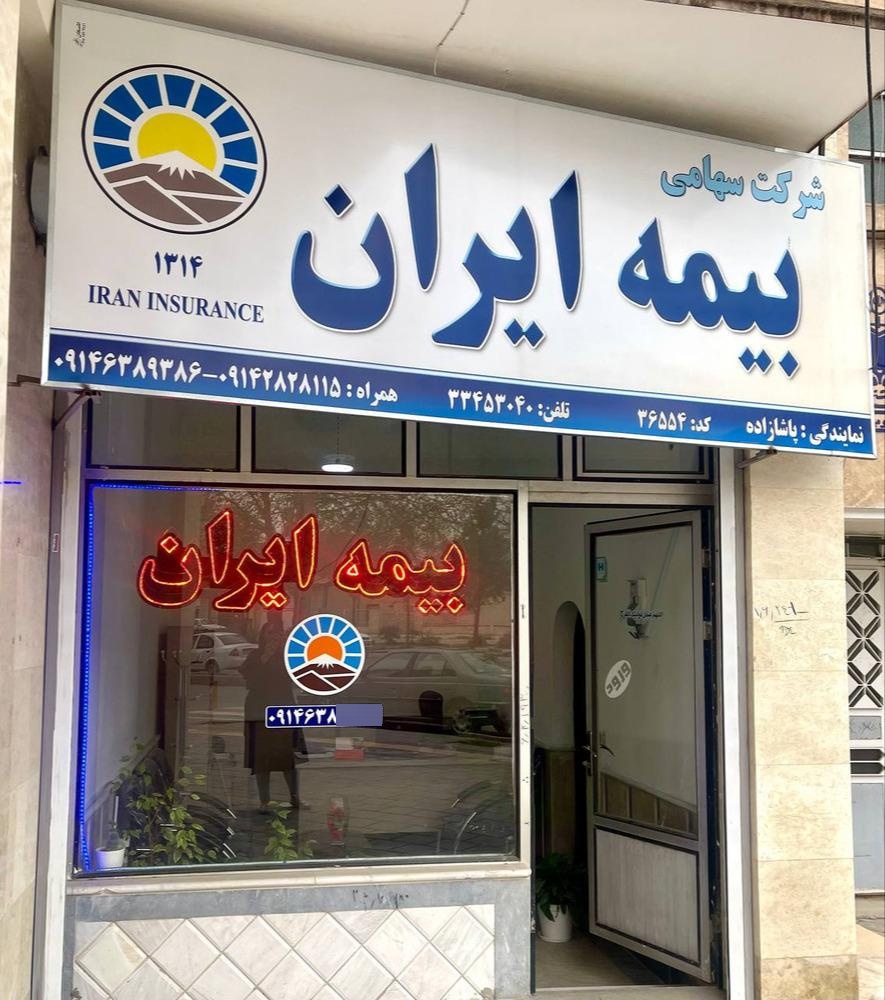 شرکت سهامی
بیمه ایران
۱۳۱۴
IRAN INSURANCE
نمایندگی : پاشازاده کد: ۳۶۵۵۴ تلفن: ۳۳۴۵۳۰۴۰ همراه : ۰۹۱۴۲۸۲۸۱۱۵-۰۹۱۴۶۳۸۹۳۸۶
بیمه ایران
۰۹۱۴۶۳۸
ورود